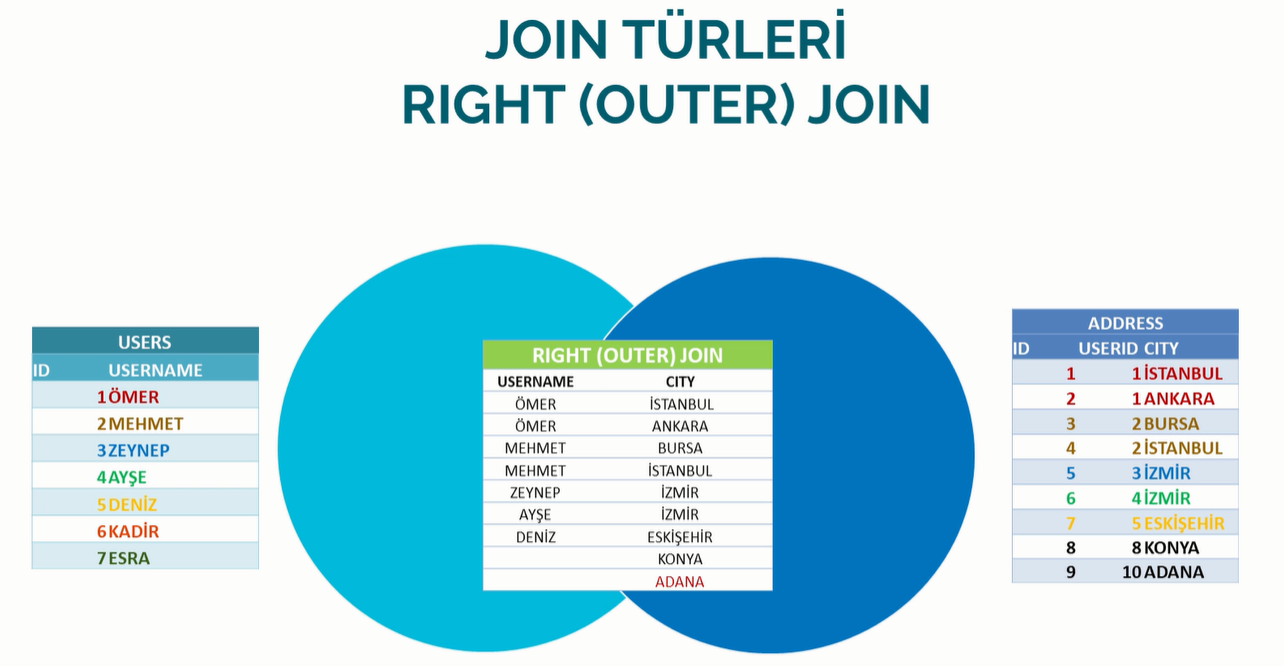 JOIN TÜRLERİ
RIGHT (OUTER) JOIN
USERS
ID USERNAME
1 ÖMER
2 MEHMET
3 ZEYNEP
4 AYŞE
5 DENİZ
6 KADİR
7 ESRA
RIGHT (OUTER) JOIN
USERNAME CITY
ÖMER İSTANBUL
ÖMER ANKARA
MEHMET BURSA
MEHMET İSTANBUL
ZEYNEP İZMİR
AYŞE İZMİR
DENİZ ESKİŞEHİR
KONYA
ADANA
ADDRESS
ID USERID CITY
1 1 İSTANBUL
2 1 ANKARA
3 2 BURSA
4 2 İSTANBUL
5 3 İZMİR
6 4 İZMİR
7 5 ESKİŞEHİR
8 8 KONYA
9 10 ADANA